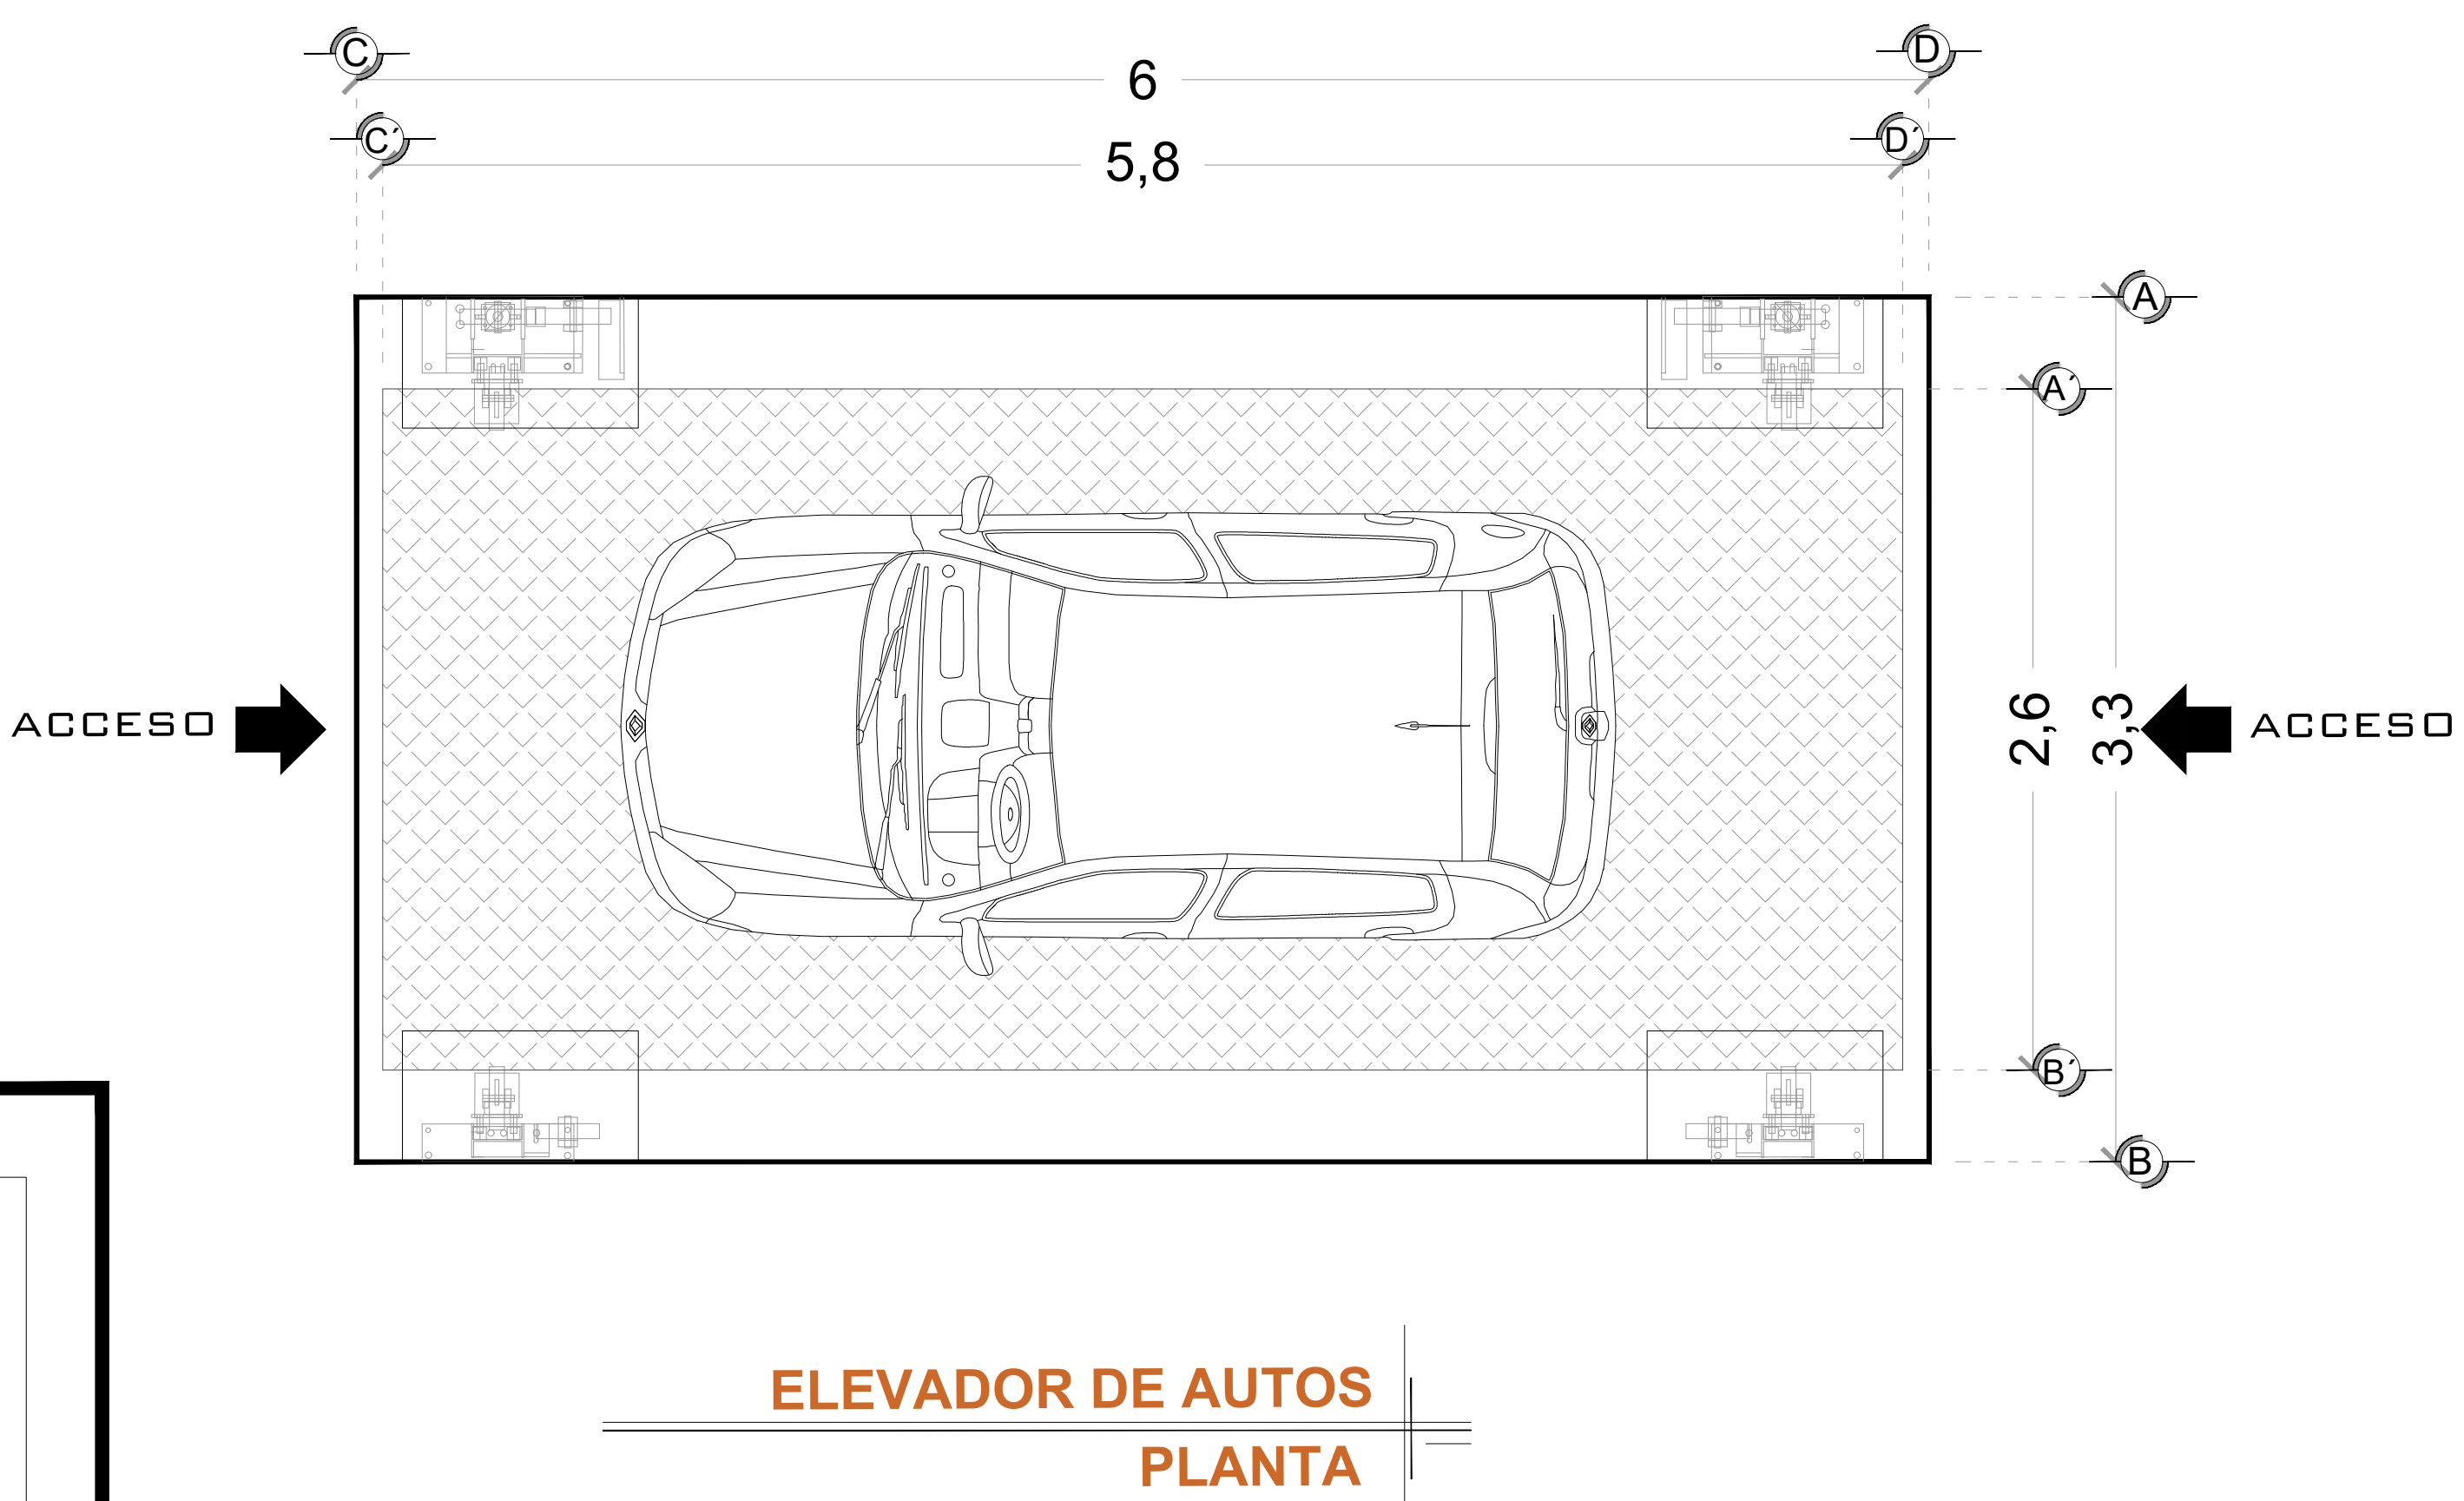 C
D
6
C´
D´
5,8
A
A´
ACCESO
2,6
3,3
ACCESO
B´
B
ELEVADOR DE AUTOS
PLANTA